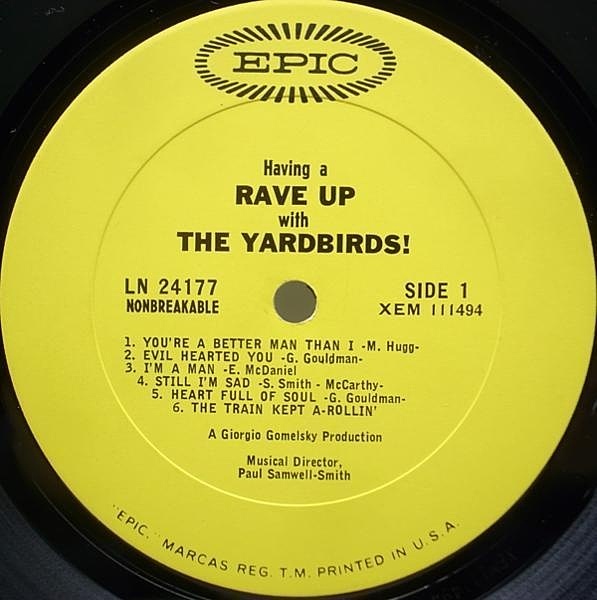 EPIC
Having a
RAVE UP
with
THE YARDBIRDS!
LN 24177
NONBREAKABLE
SIDE 1
XEM 111494
1. YOU'RE A BETTER MAN THAN I -M. Hugg-
2. EVIL HEARTED YOU -G. Gouldman-
3. I'M A MAN -E. McDaniel
4. STILL I'M SAD -S. Smith - McCarthy-
5. HEART FULL OF SOUL -G. Gouldman-
6. THE TRAIN KEPT A-ROLLIN'
A Giorgio Gomelsky Production
Musical Director,
Paul Samwell-Smith
"EPIC," MARCAS REG. T.M. PRINTED IN U.S.A.